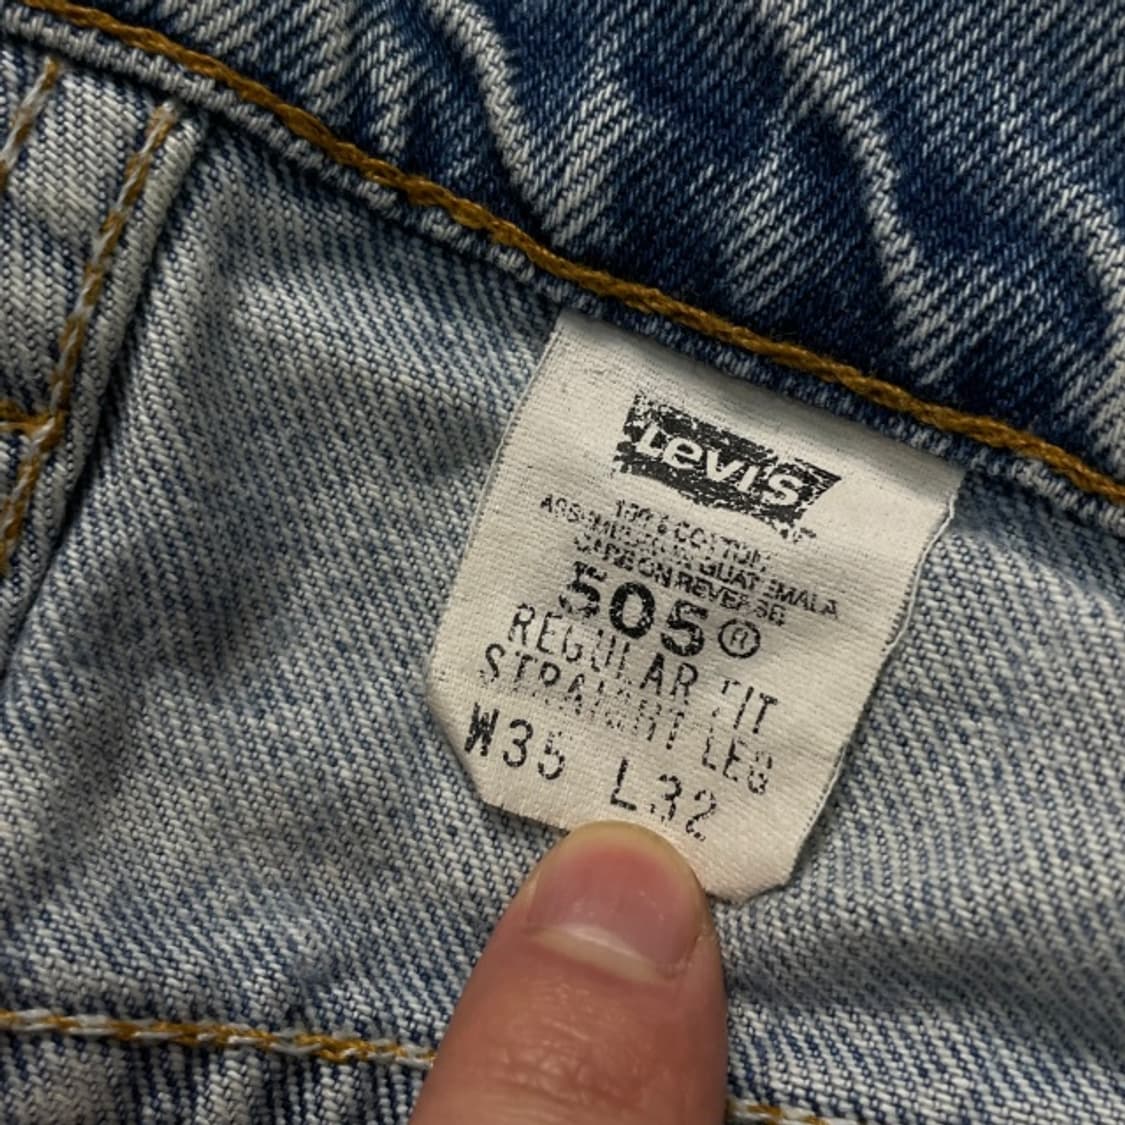 Levi's
100% COTTON
ASSEMBLED IN GUATEMALA
CARE ON REVERSE
505®
REGULAR FIT
STRAIGHT LEG
W35 L32